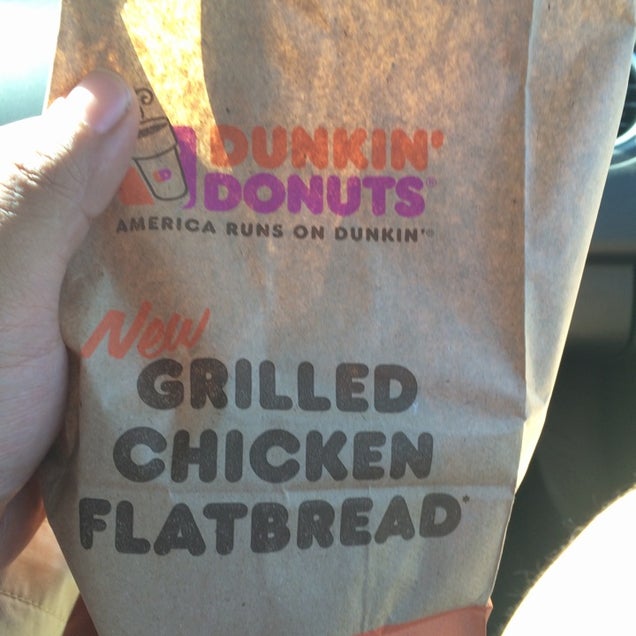 DUNKIN'
DONUTS®
AMERICA RUNS ON DUNKIN'®
New
GRILLED
CHICKEN
FLATBREAD*